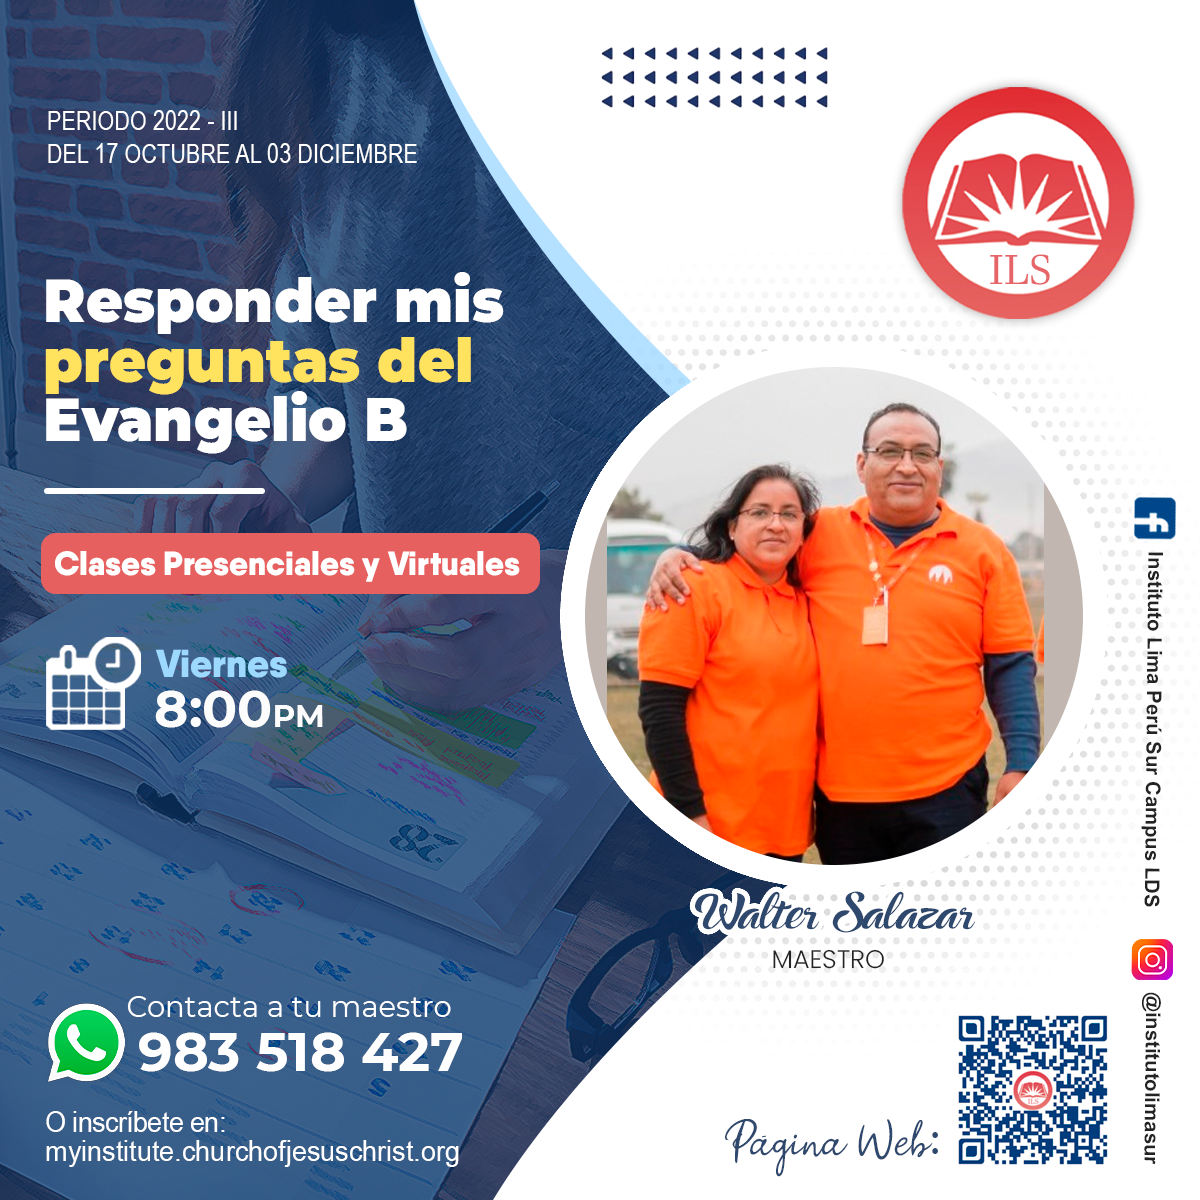 PERIODO 2022 - III
DEL 17 OCTUBRE AL 03 DICIEMBRE
ILS
Responder mis
preguntas del
Evangelio B
Clases Presenciales y Virtuales
Viernes
8:00PM
28
Walter Salazar
MAESTRO
Contacta a tu maestro
983 518 427
O inscríbete en:
myinstitute.churchofjesuschrist.org
Página Web:
ILS
Instituto Lima Perú Sur Campus LDS
@institutolimasur